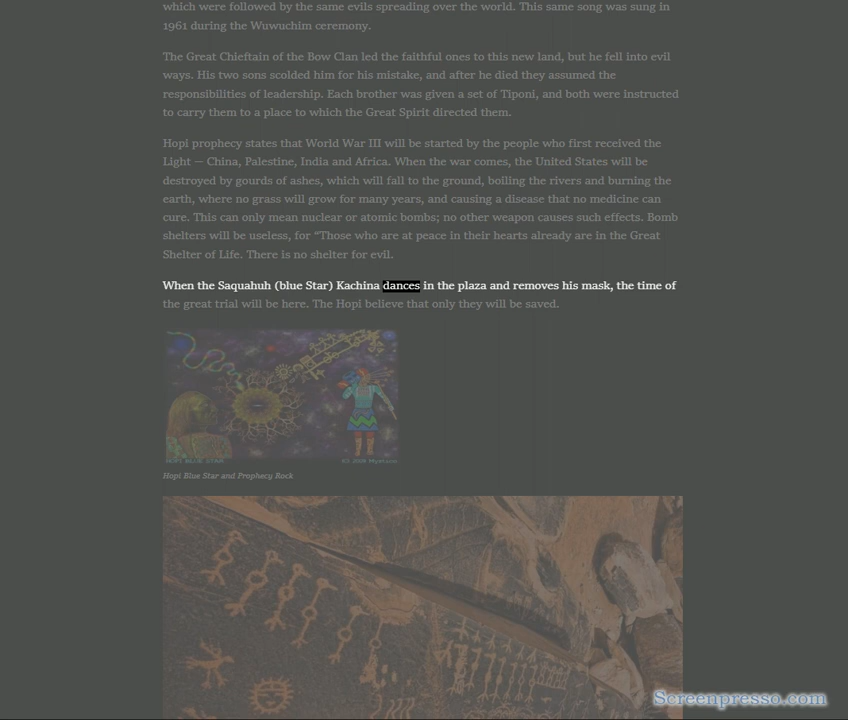 which were followed by the same evils spreading over the world. This same song was sung in
1961 during the Wuwuchim ceremony.
The Great Chieftain of the Bow Clan led the faithful ones to this new land, but he fell into evil
ways. His two sons scolded him for his mistake, and after he died they assumed the
responsibilities of leadership. Each brother was given a set of Tiponi, and both were instructed
to carry them to a place to which the Great Spirit directed them.
Hopi prophecy states that World War III will be started by the people who first received the
Light — China, Palestine, India and Africa. When the war comes, the United States will be
destroyed by gourds of ashes, which will fall to the ground, boiling the rivers and burning the
earth, where no grass will grow for many years, and causing a disease that no medicine can
cure. This can only mean nuclear or atomic bombs; no other weapon causes such effects. Bomb
shelters will be useless, for “Those who are at peace in their hearts already are in the Great
Shelter of Life. There is no shelter for evil.
When the Saquahuh (blue Star) Kachina dances in the plaza and removes his mask, the time of
the great trial will be here. The Hopi believe that only they will be saved.
HOPI BLUE STAR
Hopi Blue Star and Prophecy Rock
Screenpresso.com